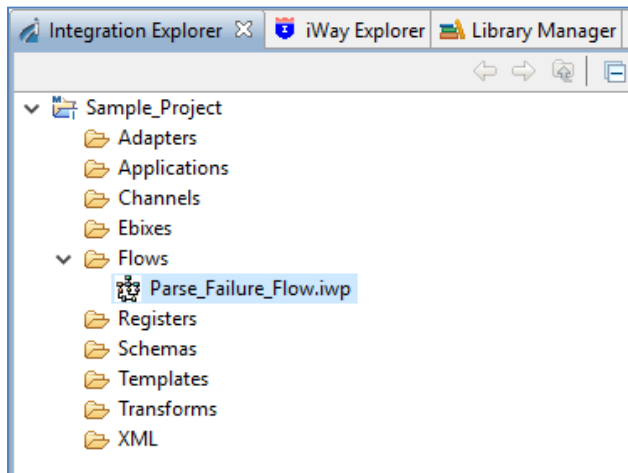 Integration Explorer iWay Explorer Library Manager
Sample_Project
Adapters
Applications
Channels
Ebixes
Flows
Parse_Failure_Flow.iwp
Registers
Schemas
Templates
Transforms
XML